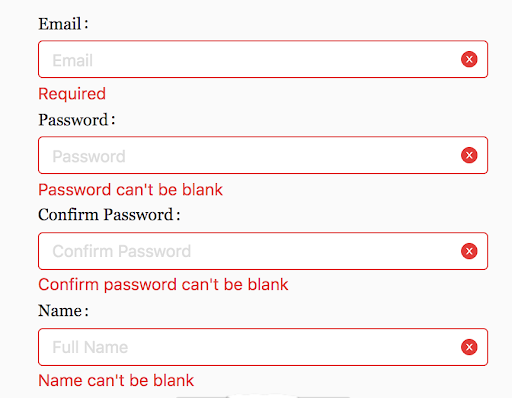 Email:
Email
Required
Password:
Password
Password can't be blank
Confirm Password:
Confirm Password
Confirm password can't be blank
Name:
Full Name
Name can't be blank